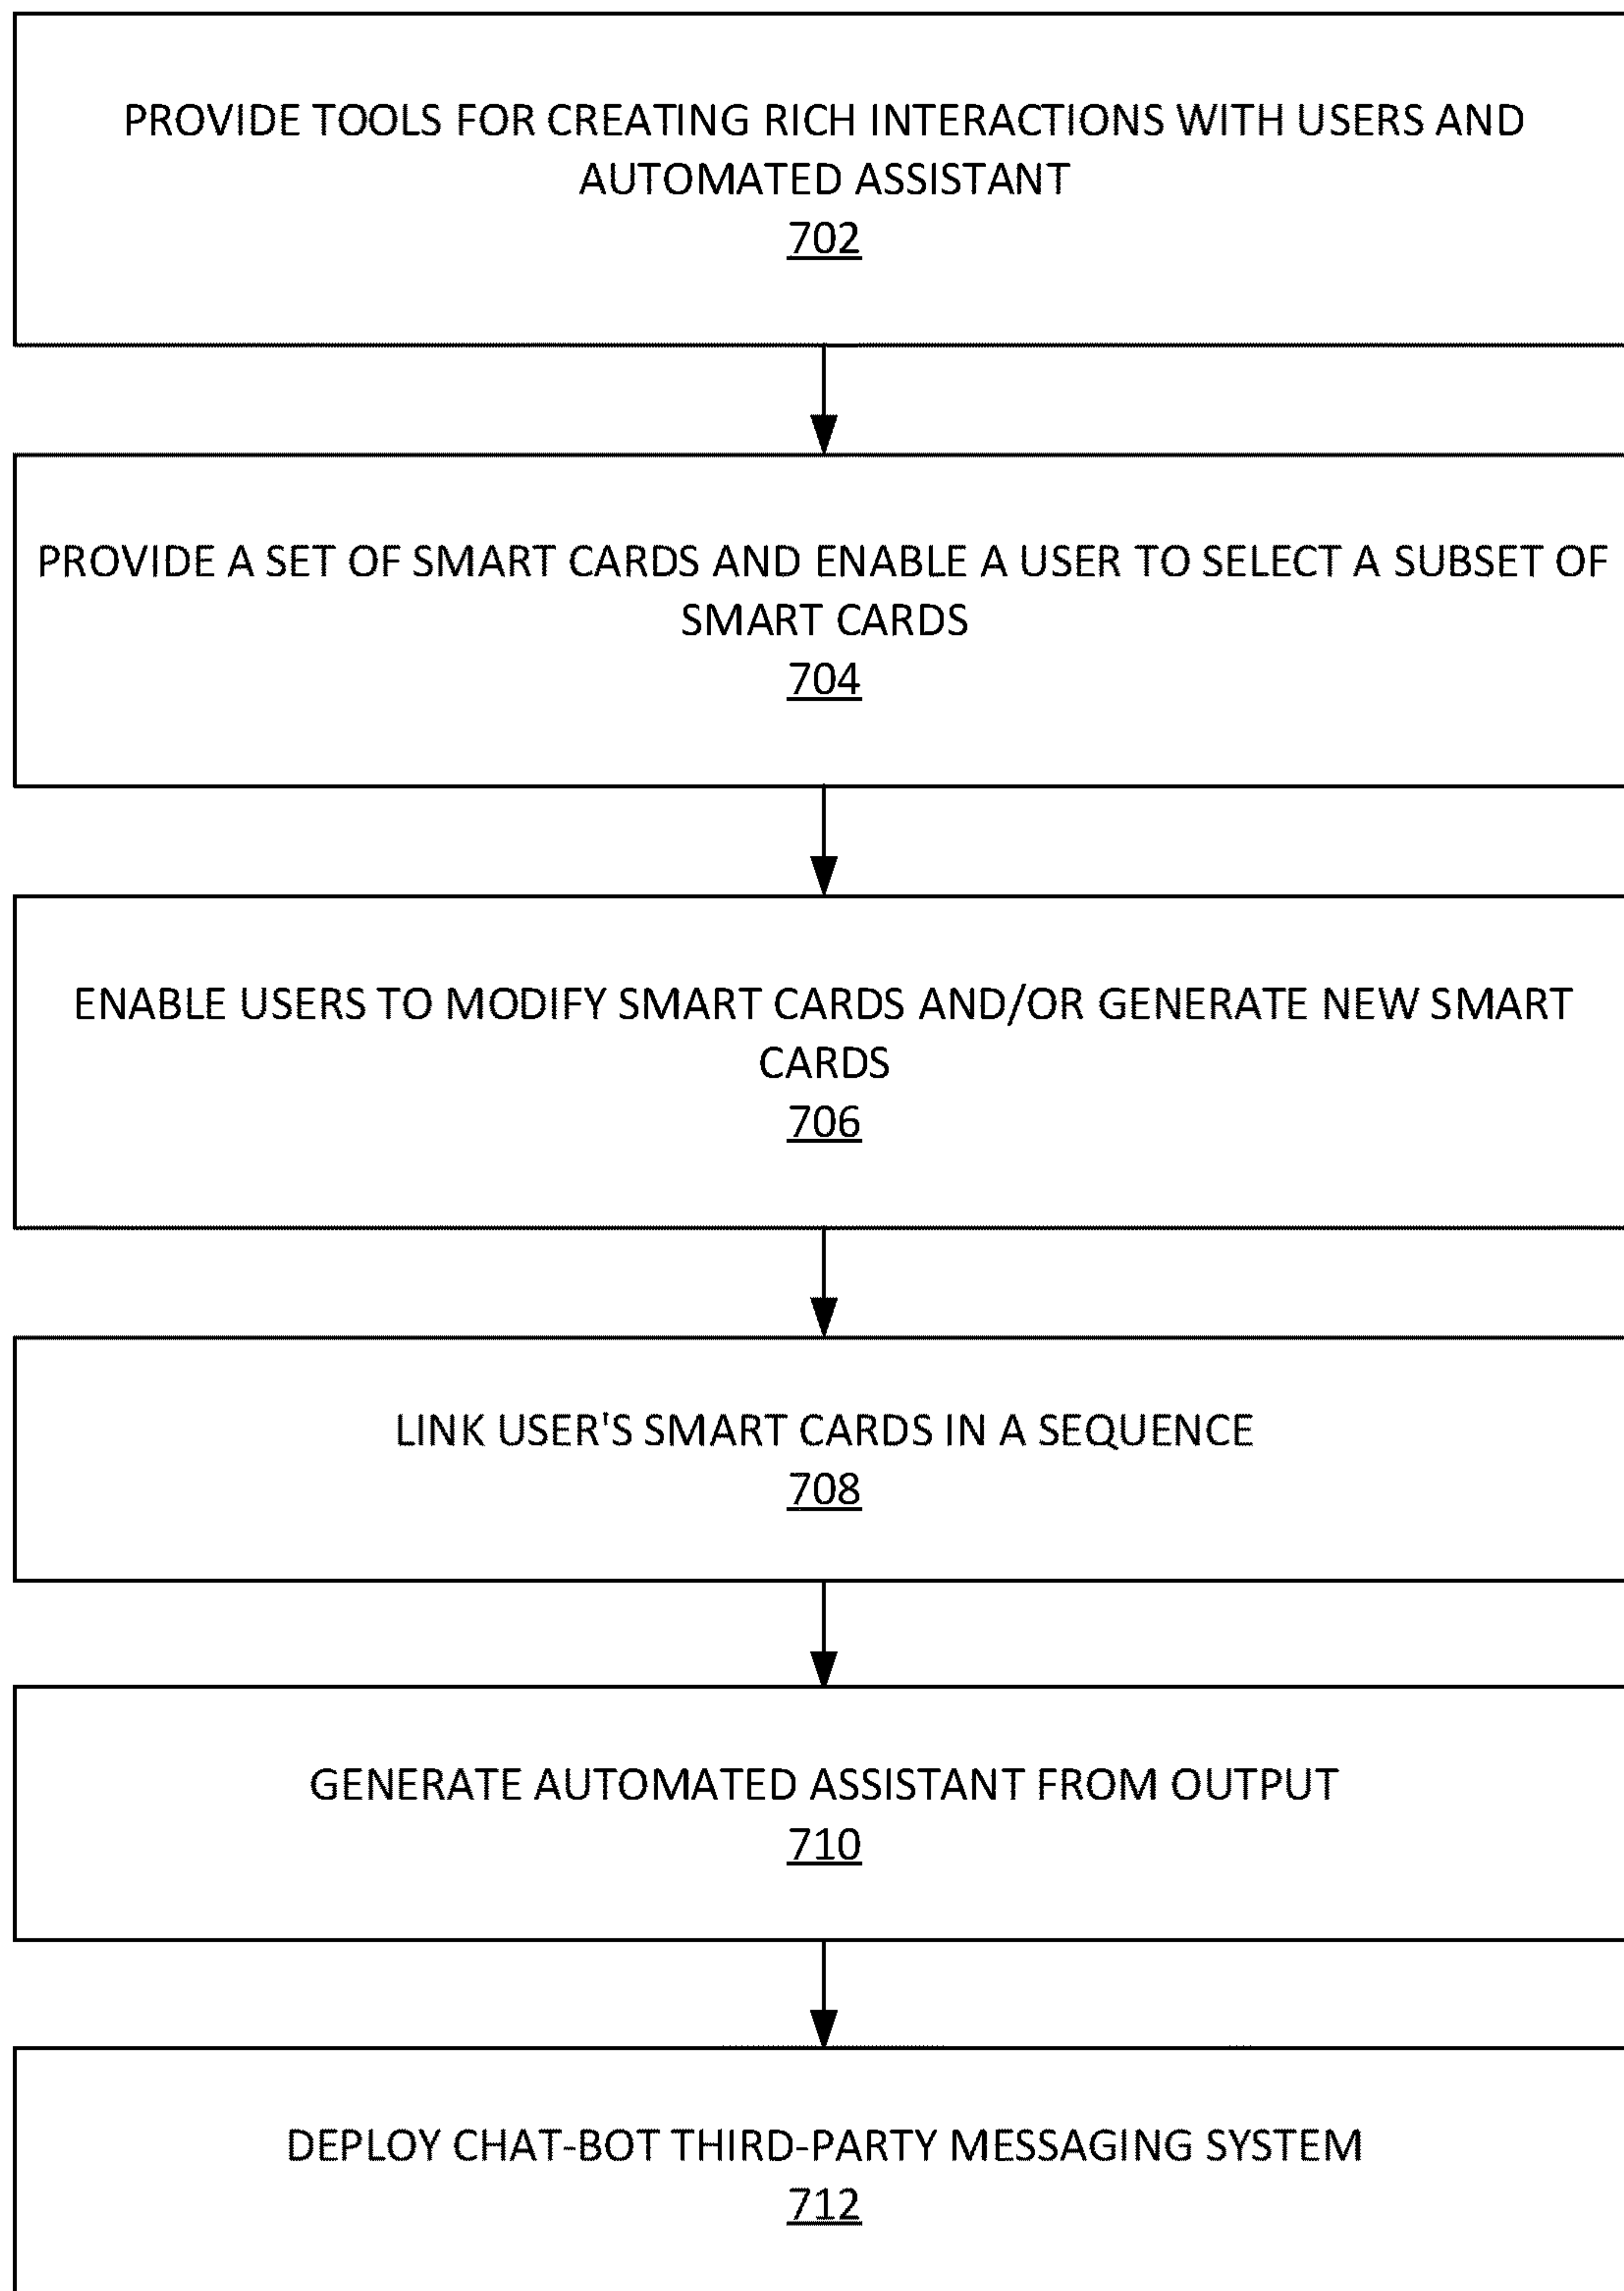 PROVIDE TOOLS FOR CREATING RICH INTERACTIONS WITH USERS AND
AUTOMATED ASSISTANT
702
PROVIDE A SET OF SMART CARDS AND ENABLE A USER TO SELECT A SUBSET OF
SMART CARDS
704
ENABLE USERS TO MODIFY SMART CARDS AND/OR GENERATE NEW SMART
CARDS
706
LINK USER'S SMART CARDS IN A SEQUENCE
708
GENERATE AUTOMATED ASSISTANT FROM OUTPUT
710
DEPLOY CHAT-BOT THIRD-PARTY MESSAGING SYSTEM
712